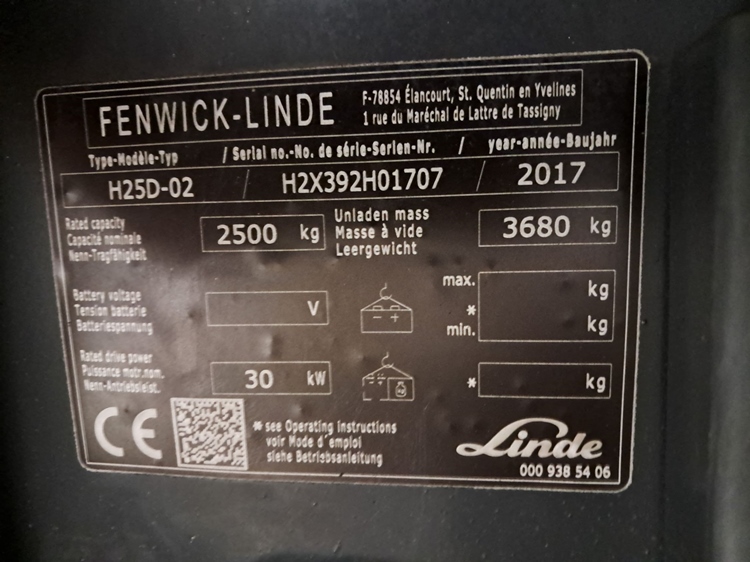 FENWICK-LINDE
F-78854 Élancourt, St. Quentin en Yvelines
1 rue du Maréchal de Lattre de Tassigny
Type-Modèle-Typ / Serial no.-No. de série-Serien-Nr. / year-année-Baujahr
H25D-02 / H2X392H01707 / 2017
Rated capacity
Capacité nominale
Nenn-Tragfähigkeit
2500 kg
Unladen mass
Masse à vide
Leergewicht
3680 kg
Battery voltage
Tension batterie
Batteriespannung
V
- +
max. kg
*
min. kg
Rated drive power
Puissance motr.nom.
Nenn-Antriebsleist.
30 kW
* kg
CE
* see Operating instructions
voir Mode d'emploi
siehe Betriebsanleitung
Linde
000 938 54 06